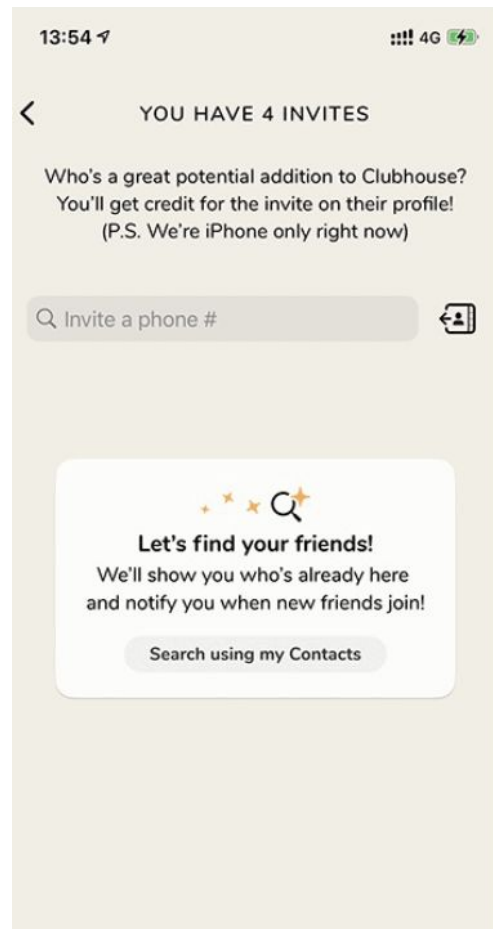 13:54
4G
YOU HAVE 4 INVITES
Who's a great potential addition to Clubhouse?
You'll get credit for the invite on their profile!
(P.S. We're iPhone only right now)
Invite a phone #
Let's find your friends!
We'll show you who's already here
and notify you when new friends join!
Search using my Contacts